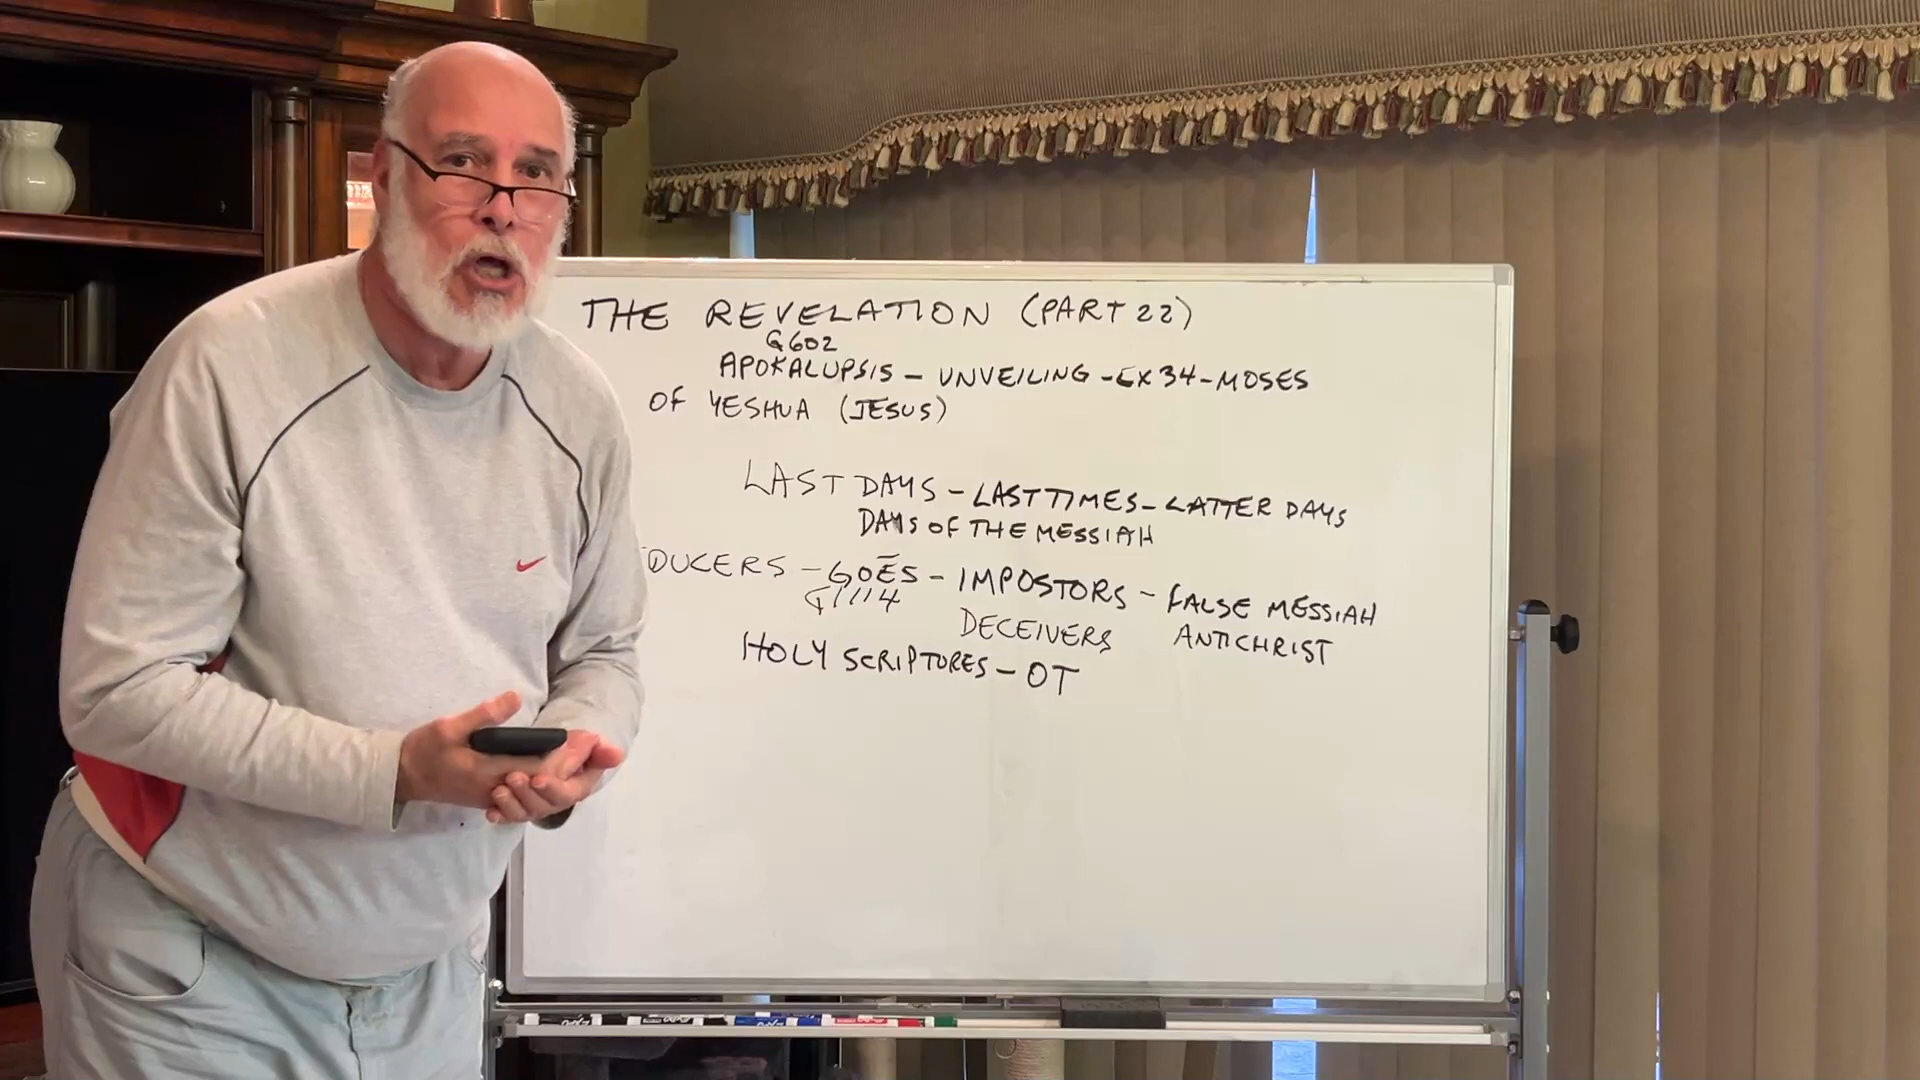 THE REVELATION (PART 22)
G602
APOKALUPSIS - UNVEILING - EX 34 - MOSES
OF YESHUA (JESUS)
LAST DAYS - LAST TIMES - LATTER DAYS
DAYS OF THE MESSIAH
DUCERS - GOĒS - IMPOSTORS - FALSE MESSIAH
G1114
DECEIVERS ANTICHRIST
HOLY SCRIPTURES - OT